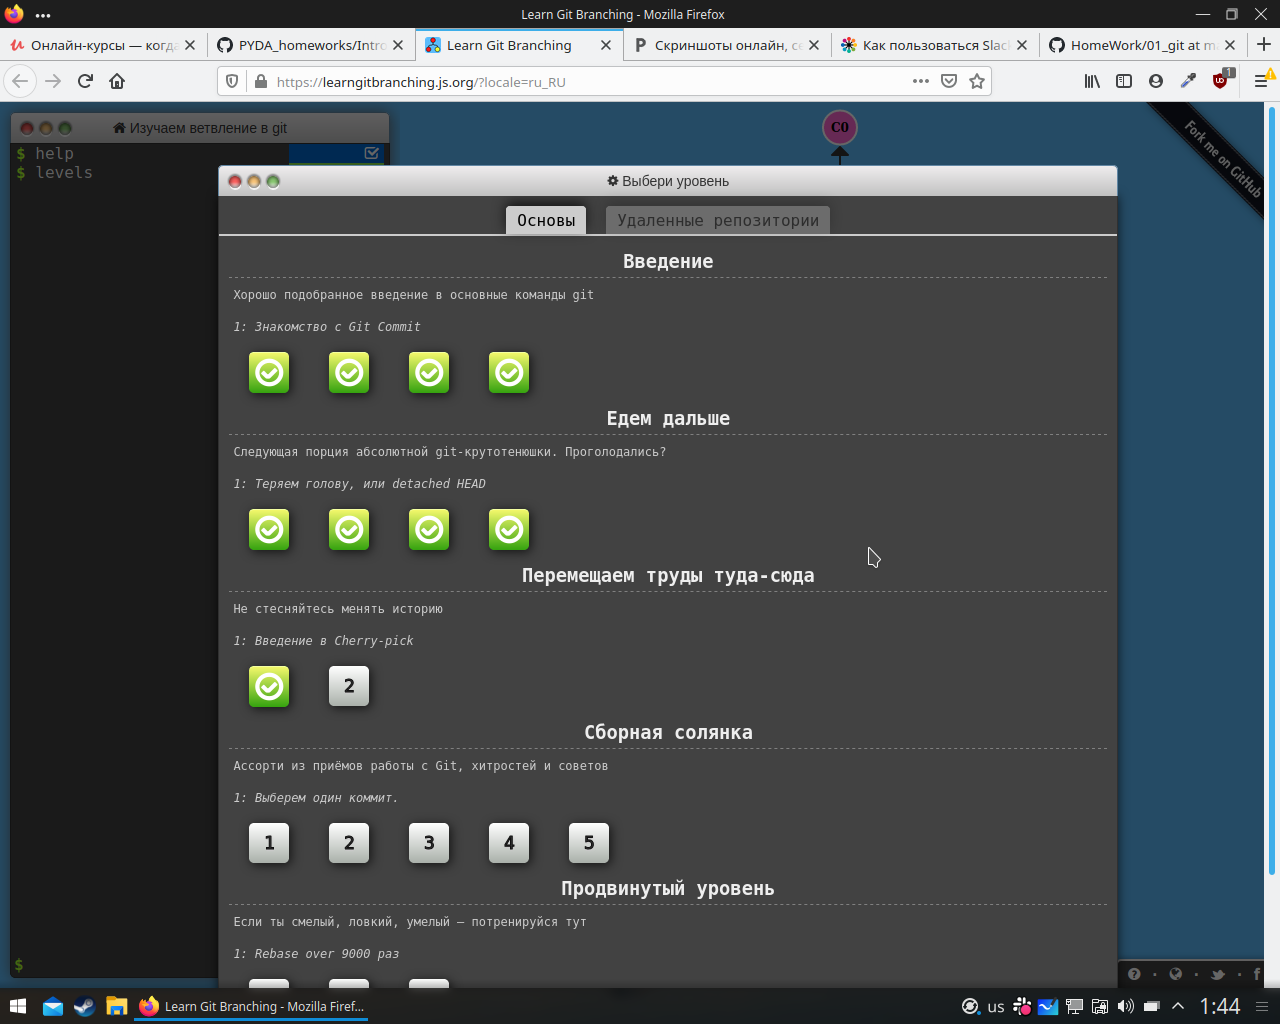 Learn Git Branching - Mozilla Firefox
Онлайн-курсы — когда
PYDA_homeworks/Intro
Learn Git Branching
Скриншоты онлайн, се
Как пользоваться Slac
HomeWork/01_git at m
https://learngitbranching.js.org/?locale=ru_RU
1
Изучаем ветвление в git
$ help
$ levels
C0
Fork me on GitHub
Выбери уровень
Основы
Удаленные репозитории
Введение
Хорошо подобранное введение в основные команды git
1: Знакомство с Git Commit
Едем дальше
Следующая порция абсолютной git-крутотенюшки. Проголодались?
1: Теряем голову, или detached HEAD
Перемещаем труды туда-сюда
Не стесняйтесь менять историю
1: Введение в Cherry-pick
2
Сборная солянка
Ассорти из приёмов работы с Git, хитростей и советов
1: Выберем один коммит.
1 2 3 4 5
Продвинутый уровень
Если ты смелый, ловкий, умелый — потренируйся тут
1: Rebase over 9000 раз
$
Learn Git Branching - Mozilla Firef...
us
1:44